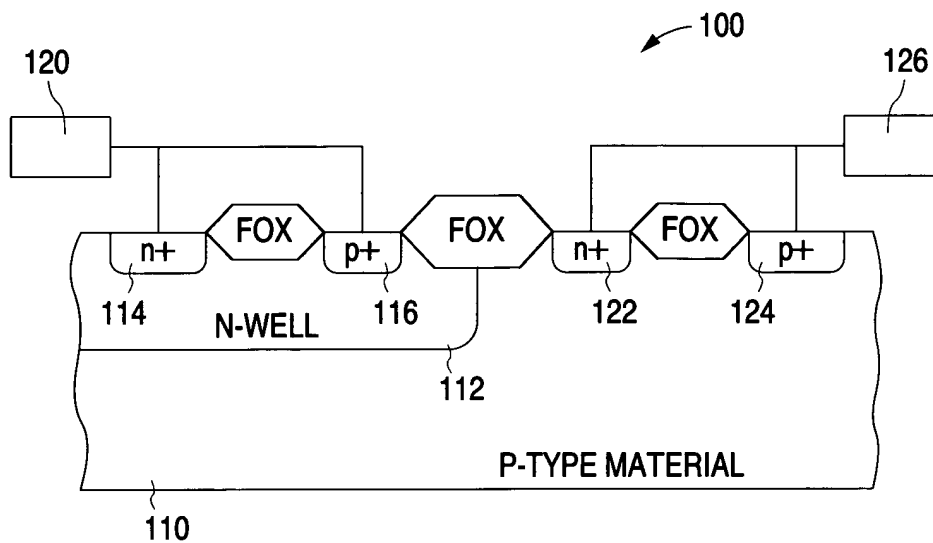 100
120
126
n+
FOX
p+
FOX
n+
FOX
p+
114
116
122
124
N-WELL
112
P-TYPE MATERIAL
110